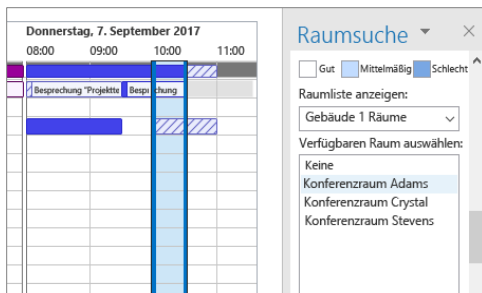 Donnerstag, 7. September 2017
08:00 09:00 10:00 11:00
Besprechung "Projektte
Besprechung
Raumsuche
Gut Mittelmäßig Schlecht
Raumliste anzeigen:
Gebäude 1 Räume
Verfügbaren Raum auswählen:
Keine
Konferenzraum Adams
Konferenzraum Crystal
Konferenzraum Stevens